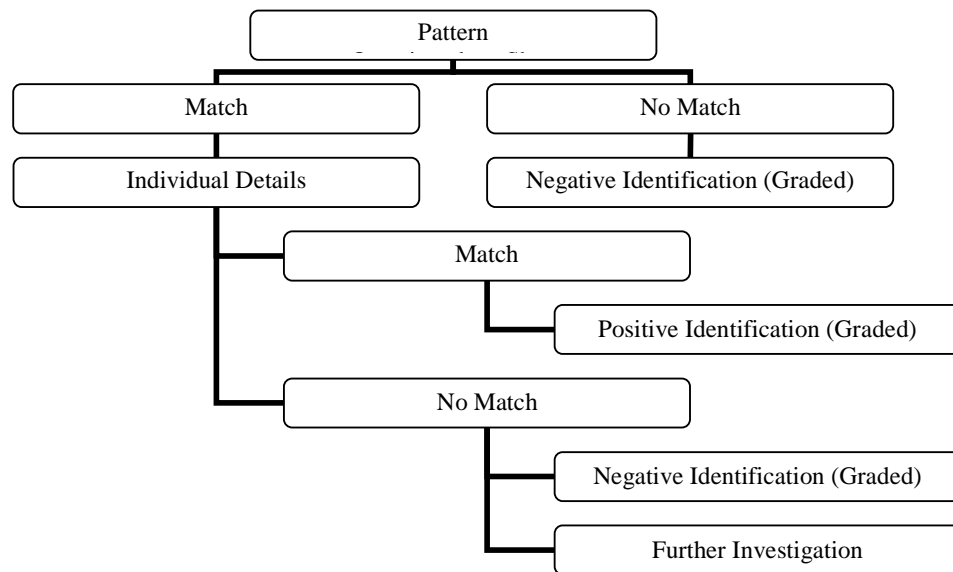 Pattern
Match
No Match
Individual Details
Negative Identification (Graded)
Match
Positive Identification (Graded)
No Match
Negative Identification (Graded)
Further Investigation